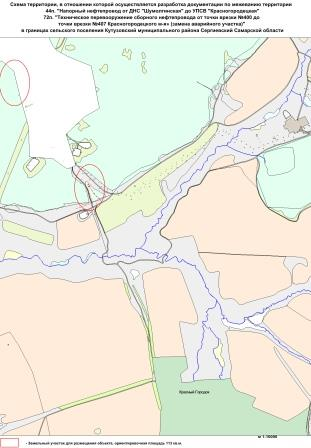 Схема территории, в отношении которой осуществляется разработка документации по межеванию территории
44п. "Напорный нефтепровод от ДНС "Шумолгинская" до УПСВ "Красногородецкая"
72п. "Техническое перевооружение сборного нефтепровода от точки врезки №400 до
точки врезки №407 Красногородецкого м-я» (замена аварийного участка)"
в границах сельского поселения Кутузовский муниципального района Сергиевский Самарской области
Красный Городок
м 1:10000
- Земельный участок для размещения объекта, ориентировочная площадь 113 кв.м.